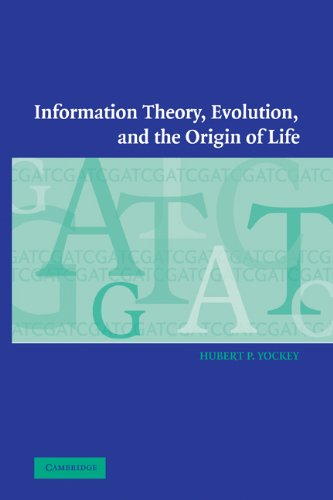 Information Theory, Evolution,
and the Origin of Life
G A T C T
G A
HUBERT P. YOCKEY
CAMBRIDGE